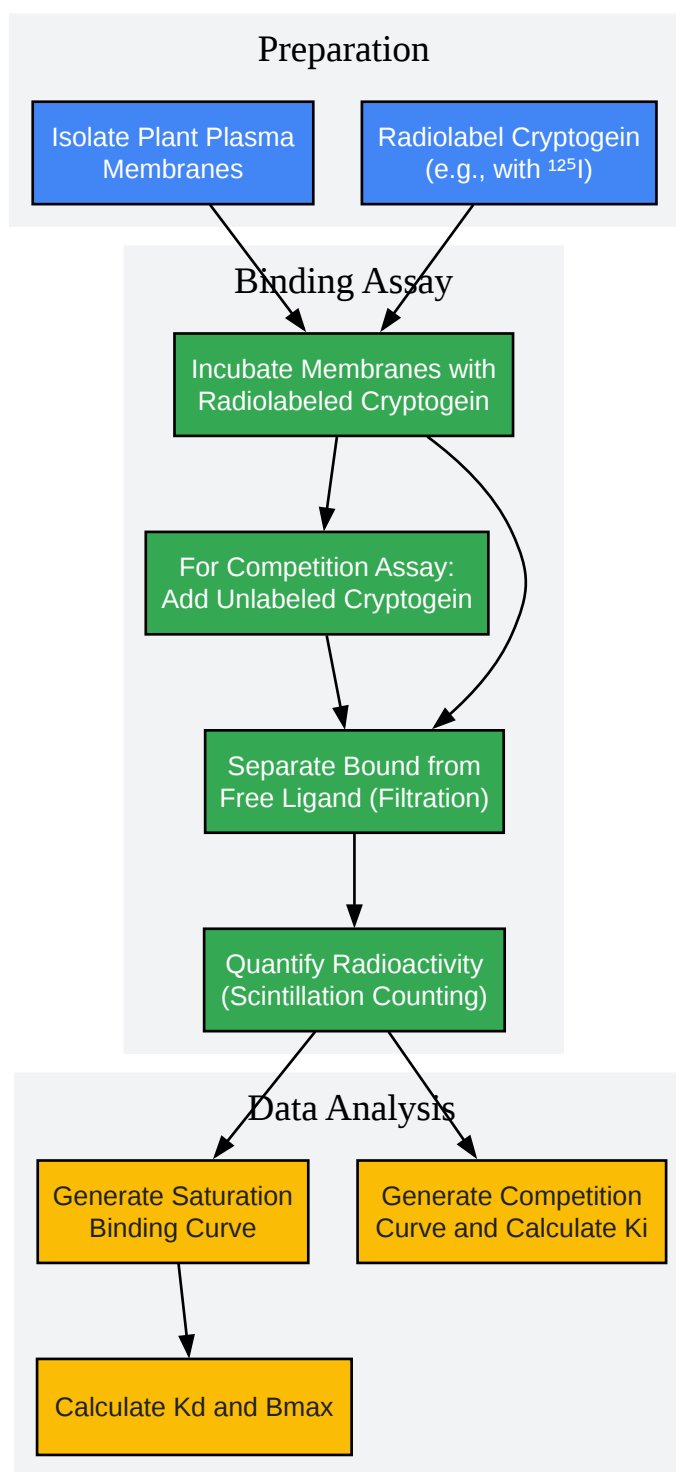 Preparation
Isolate Plant Plasma
Membranes
Radiolabel Cryptogein
(e.g., with ¹²⁵I)
Binding Assay
Incubate Membranes with
Radiolabeled Cryptogein
For Competition Assay:
Add Unlabeled Cryptogein
Separate Bound from
Free Ligand (Filtration)
Quantify Radioactivity
(Scintillation Counting)
Data Analysis
Generate Saturation
Binding Curve
Generate Competition
Curve and Calculate Ki
Calculate Kd and Bmax